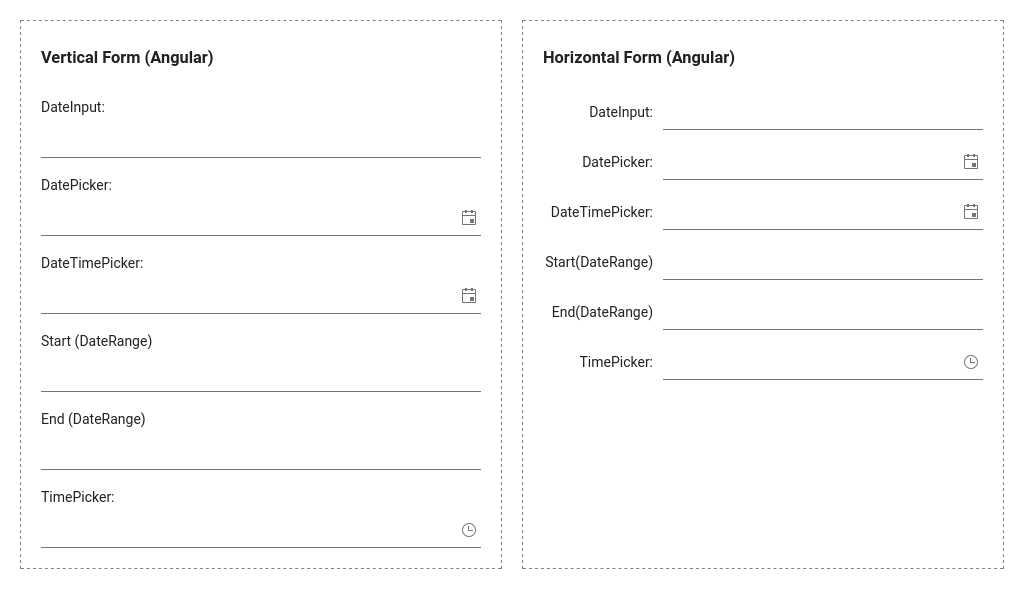 Vertical Form (Angular)
DateInput:
DatePicker:
DateTimePicker:
Start (DateRange)
End (DateRange)
TimePicker:
Horizontal Form (Angular)
DateInput:
DatePicker:
DateTimePicker:
Start(DateRange)
End(DateRange)
TimePicker: